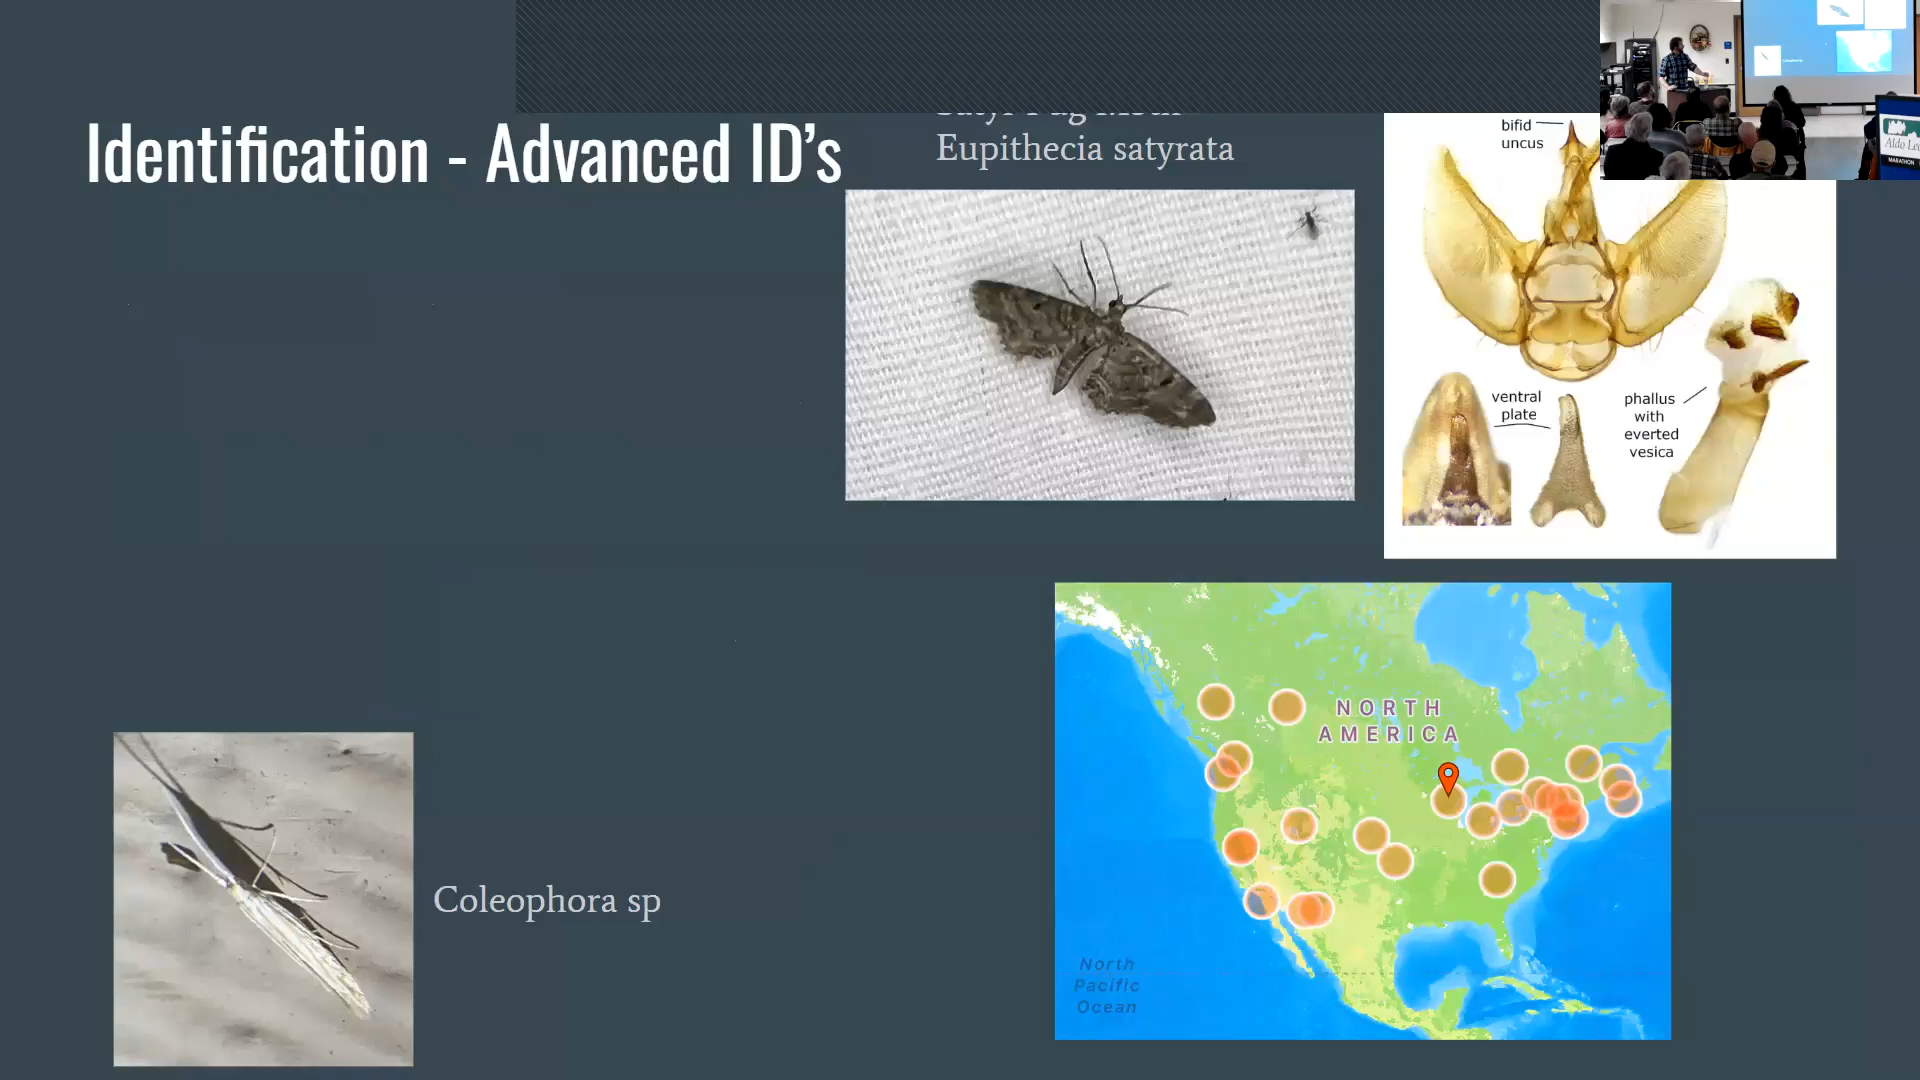 Identification - Advanced ID's
Eupithecia satyrata
bifid
uncus
ventral
plate
phallus
with
everted
vesica
NORTH
AMERICA
North
Pacific
Ocean
Coleophora sp
MARATHON